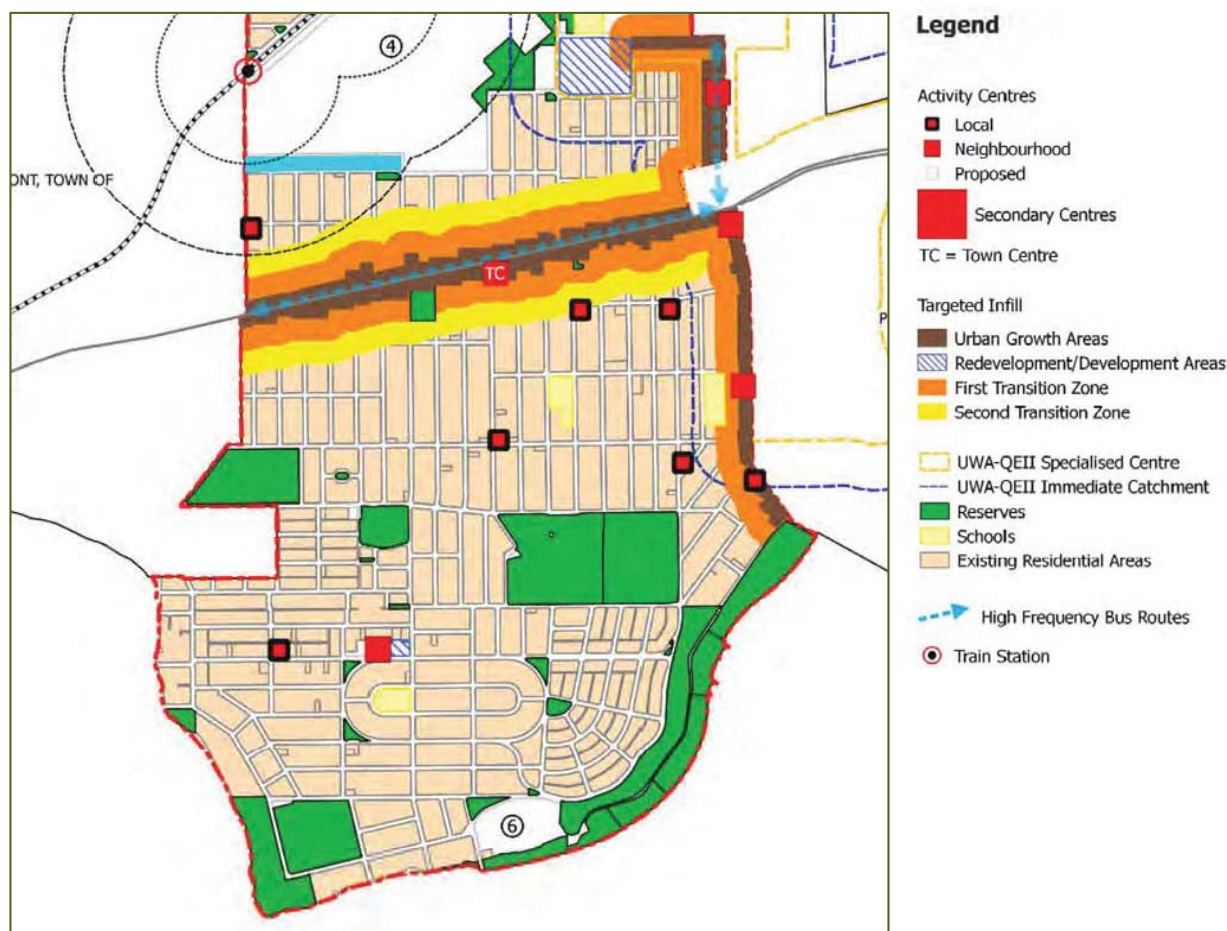 ④
ONT, TOWN OF
TC
P
⑥
Legend
Activity Centres
Local
Neighbourhood
Proposed
Secondary Centres
TC = Town Centre
Targeted Infill
Urban Growth Areas
Redevelopment/Development Areas
First Transition Zone
Second Transition Zone
UWA-QEII Specialised Centre
UWA-QEII Immediate Catchment
Reserves
Schools
Existing Residential Areas
High Frequency Bus Routes
Train Station